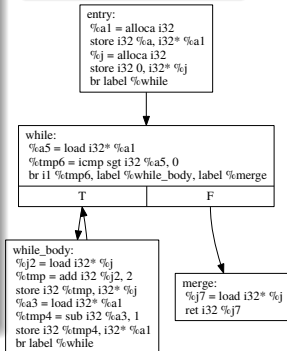 entry:
%a1 = alloca i32
store i32 %a, i32* %a1
%j = alloca i32
store i32 0, i32* %j
br label %while
while:
%a5 = load i32* %a1
%tmp6 = icmp sgt i32 %a5, 0
br i1 %tmp6, label %while_body, label %merge
T
F
while_body:
%j2 = load i32* %j
%tmp = add i32 %j2, 2
store i32 %tmp, i32* %j
%a3 = load i32* %a1
%tmp4 = sub i32 %a3, 1
store i32 %tmp4, i32* %a1
br label %while
merge:
%j7 = load i32* %j
ret i32 %j7